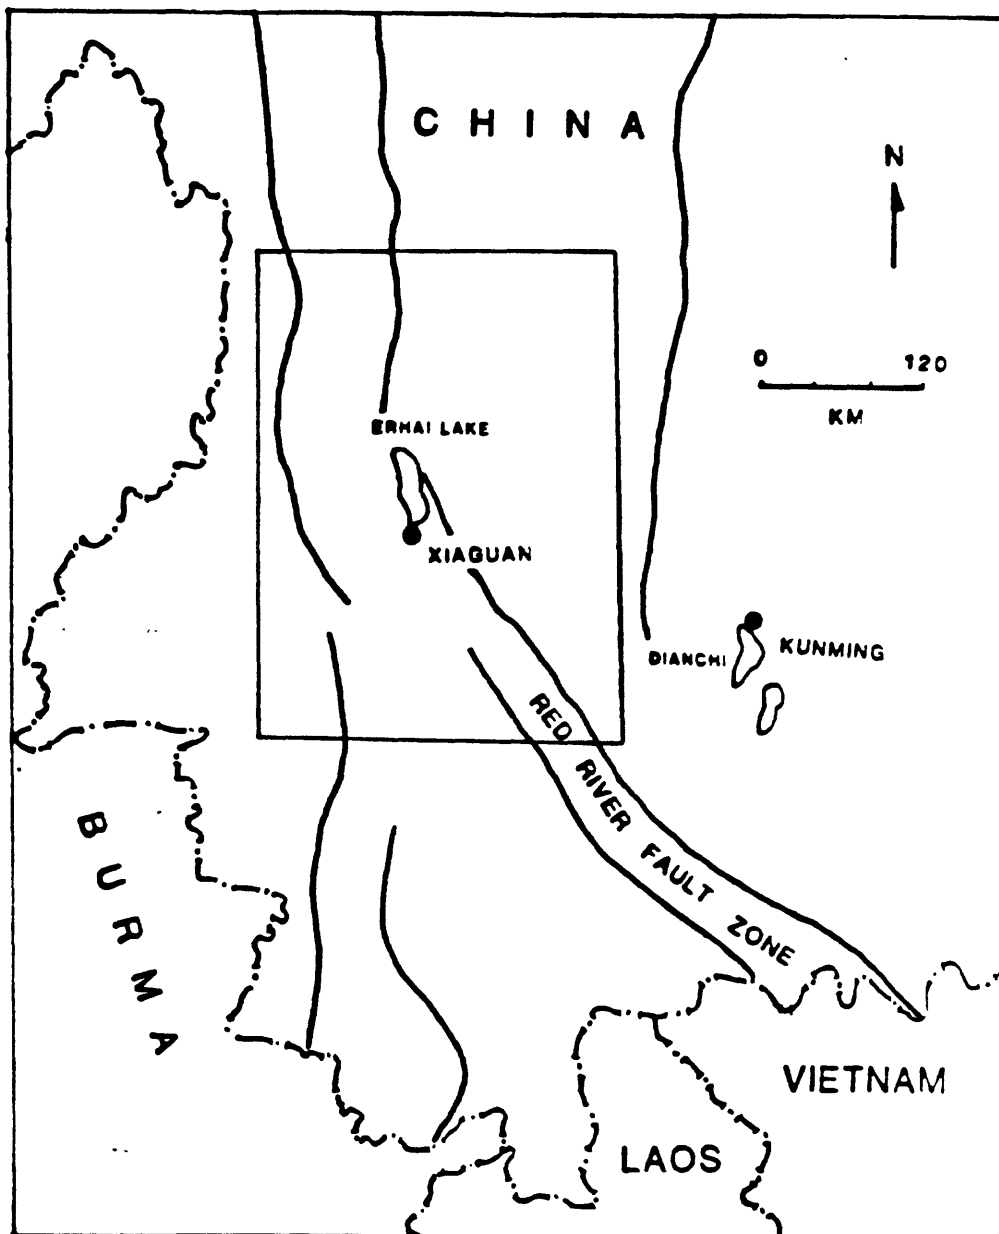 CHINA
N
0 120
KM
ERHAI LAKE
XIAGUAN
DIANCHI
KUNMING
RED RIVER FAULT ZONE
BURMA
VIETNAM
LAOS